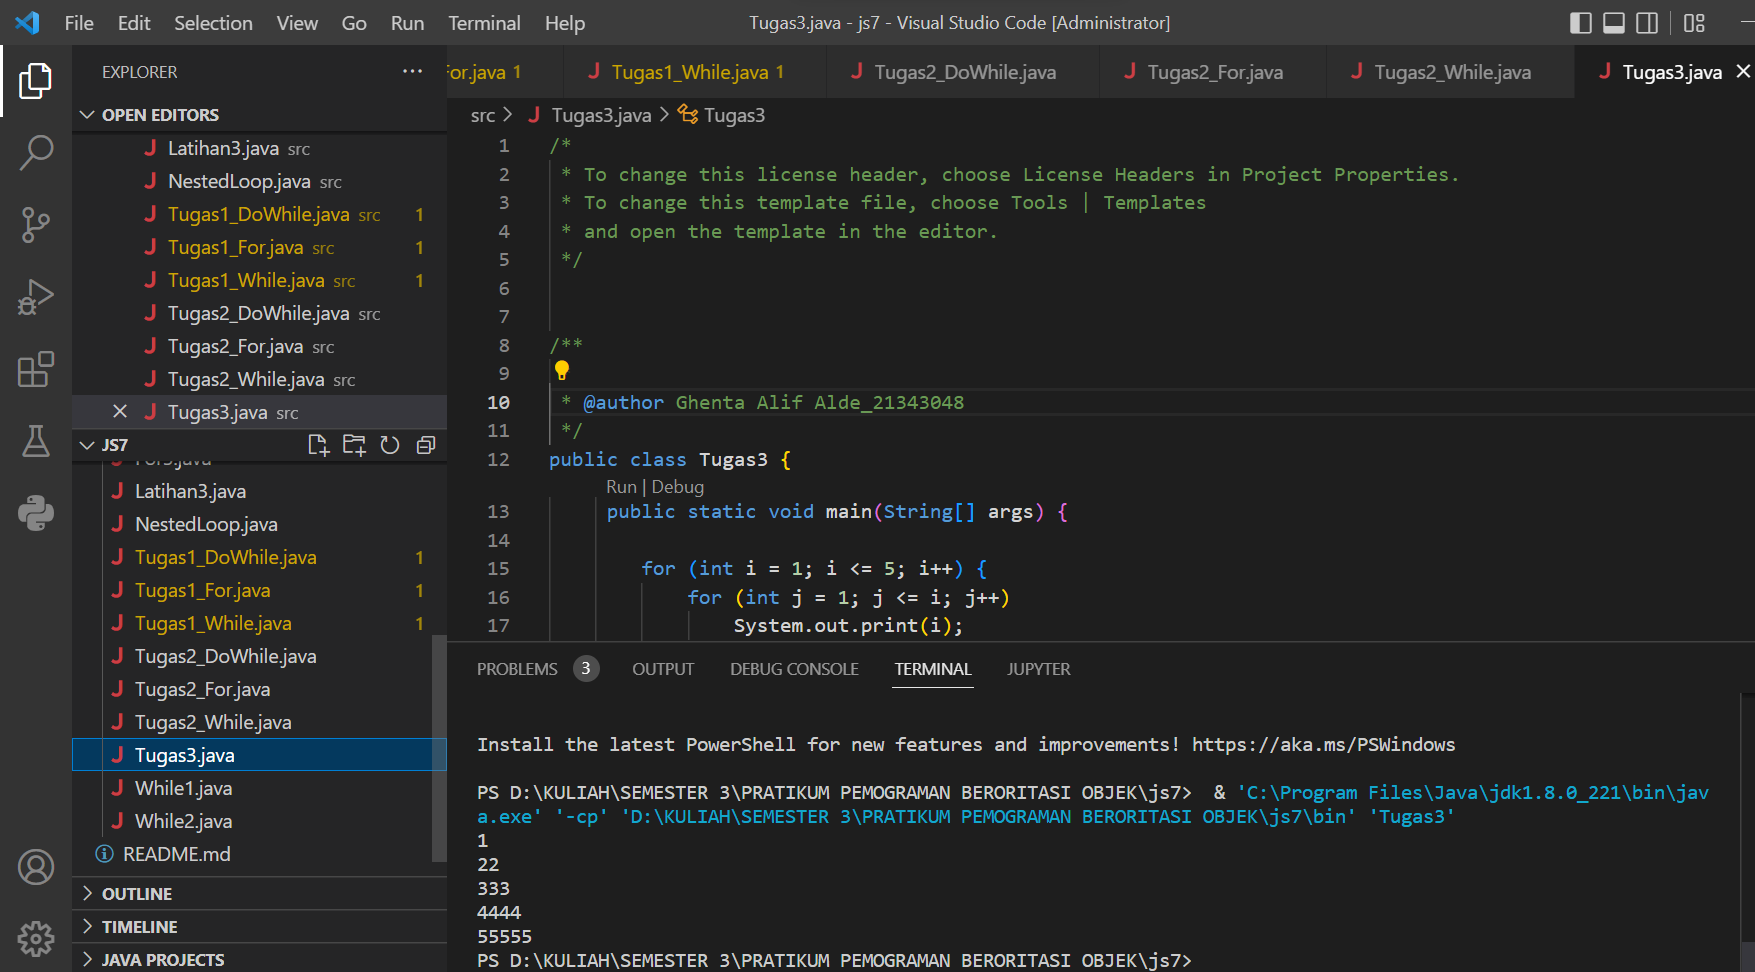 File Edit Selection View Go Run Terminal Help
Tugas3.java - js7 - Visual Studio Code [Administrator]
EXPLORER
OPEN EDITORS
Latihan3.java src
NestedLoop.java src
Tugas1_DoWhile.java src 1
Tugas1_For.java src 1
Tugas1_While.java src 1
Tugas2_DoWhile.java src
Tugas2_For.java src
Tugas2_While.java src
Tugas3.java src
JS7
Latihan3.java
NestedLoop.java
Tugas1_DoWhile.java 1
Tugas1_For.java 1
Tugas1_While.java 1
Tugas2_DoWhile.java
Tugas2_For.java
Tugas2_While.java
Tugas3.java
While1.java
While2.java
README.md
OUTLINE
TIMELINE
JAVA PROJECTS
For.java 1 Tugas1_While.java 1 Tugas2_DoWhile.java Tugas2_For.java Tugas2_While.java Tugas3.java
src > Tugas3.java > Tugas3
1 /*
2 * To change this license header, choose License Headers in Project Properties.
3 * To change this template file, choose Tools | Templates
4 * and open the template in the editor.
5 */
6
7
8 /**
9
10 * @author Ghenta Alif Alde_21343048
11 */
12 public class Tugas3 {
Run | Debug
13 public static void main(String[] args) {
14
15 for (int i = 1; i <= 5; i++) {
16 for (int j = 1; j <= i; j++)
17 System.out.print(i);
PROBLEMS 3 OUTPUT DEBUG CONSOLE TERMINAL JUPYTER
Install the latest PowerShell for new features and improvements! https://aka.ms/PSWindows
PS D:\KULIAH\SEMESTER 3\PRATIKUM PEMOGRAMAN BERORITASI OBJEK\js7> & 'C:\Program Files\Java\jdk1.8.0_221\bin\jav
a.exe' '-cp' 'D:\KULIAH\SEMESTER 3\PRATIKUM PEMOGRAMAN BERORITASI OBJEK\js7\bin' 'Tugas3'
1
22
333
4444
55555
PS D:\KULIAH\SEMESTER 3\PRATIKUM PEMOGRAMAN BERORITASI OBJEK\js7>